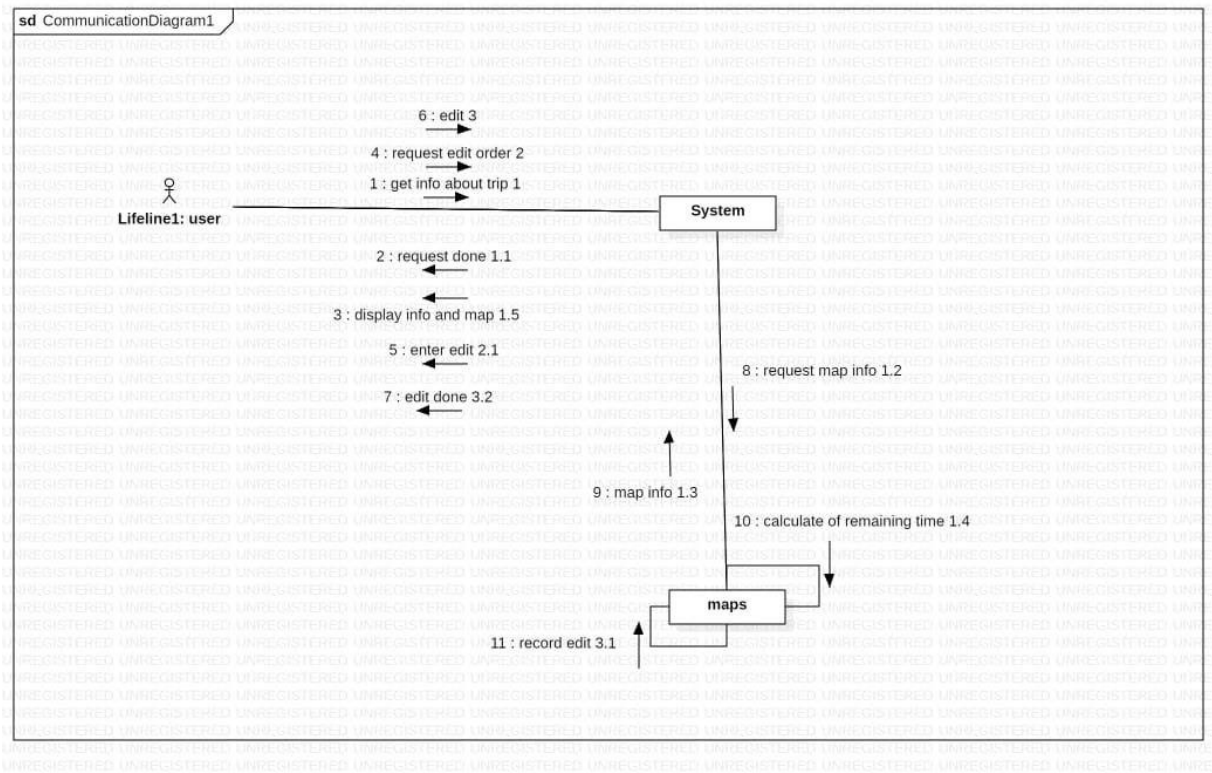 sd CommunicationDiagram1
6 : edit 3
4 : request edit order 2
1 : get info about trip 1
Lifeline1: user
System
2 : request done 1.1
3 : display info and map 1.5
5 : enter edit 2.1
7 : edit done 3.2
8 : request map info 1.2
9 : map info 1.3
10 : calculate of remaining time 1.4
maps
11 : record edit 3.1
UNREGISTERED